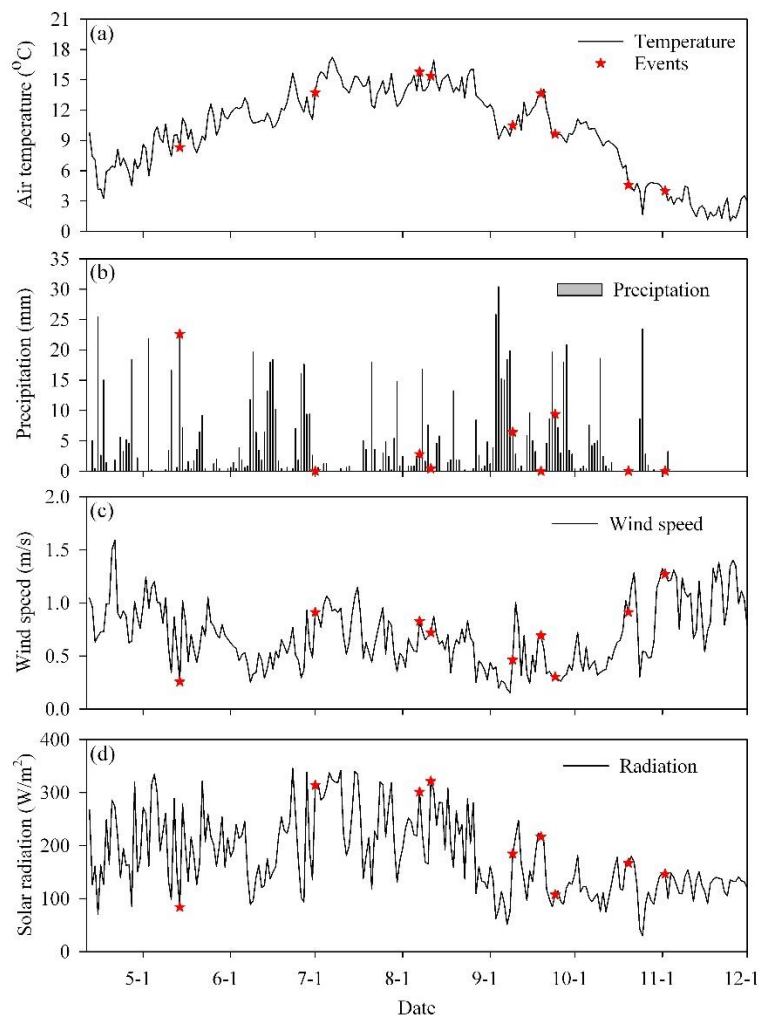 (a)
Temperature
Events
Air temperature (°C)
21
18
15
12
9
6
3
0
(b)
Preciptation
Precipitation (mm)
35
30
25
20
15
10
5
0
(c)
Wind speed
Wind speed (m/s)
2.0
1.5
1.0
0.5
0.0
(d)
Radiation
Solar radiation (W/m²)
400
300
200
100
0
5-1 6-1 7-1 8-1 9-1 10-1 11-1 12-1
Date